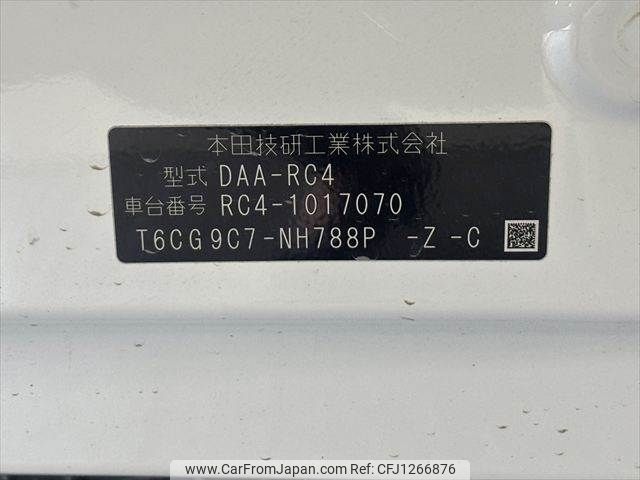 本田技研工業株式会社
型式 DAA-RC4
車台番号 RC4-1017070
T6CG9C7-NH788P -Z -C
www.CarFromJapan.com - CFJ1266876